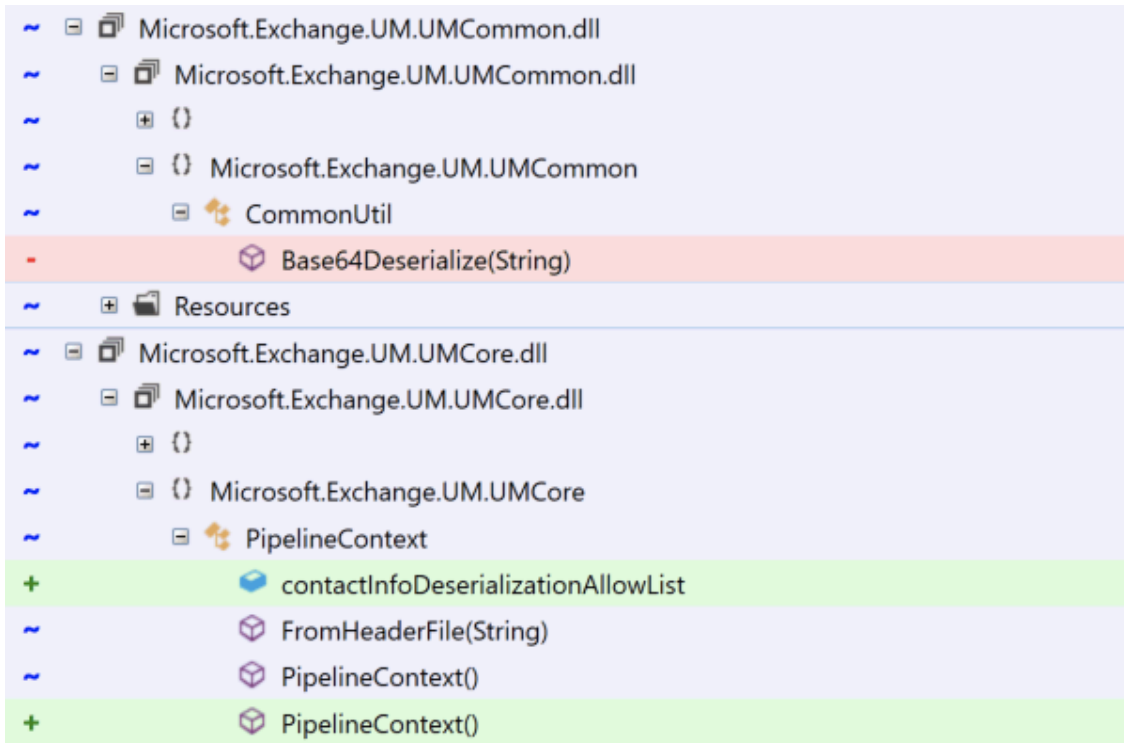 ~ Microsoft.Exchange.UM.UMCommon.dll
~ Microsoft.Exchange.UM.UMCommon.dll
~ {}
~ {} Microsoft.Exchange.UM.UMCommon
~ CommonUtil
- Base64Deserialize(String)
~ Resources
~ Microsoft.Exchange.UM.UMCore.dll
~ Microsoft.Exchange.UM.UMCore.dll
~ {}
~ {} Microsoft.Exchange.UM.UMCore
~ PipelineContext
+ contactInfoDeserializationAllowList
~ FromHeaderFile(String)
~ PipelineContext()
+ PipelineContext()